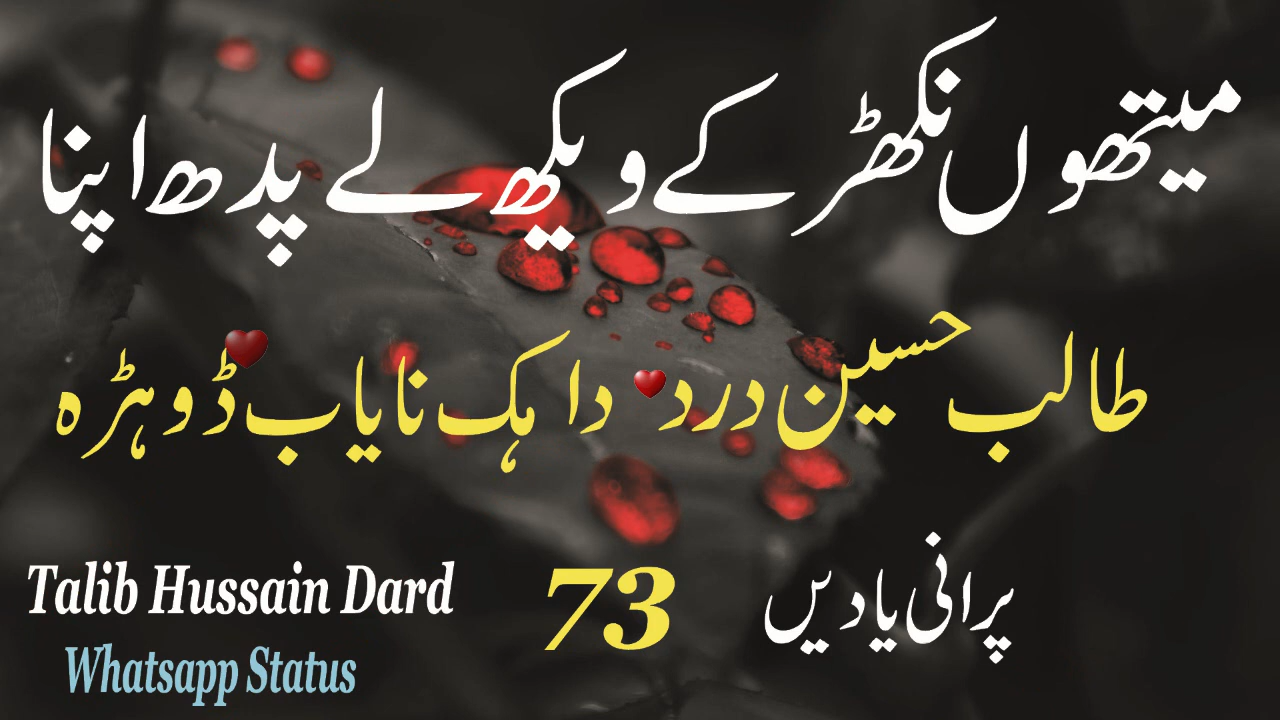 میتھوں نکھڑ کے ویکھ لے پدھ اپنا
طالب حسین درد دا ہک نایاب ڈوہڑہ
پرانی یادیں
73
Talib Hussain Dard
Whatsapp Status